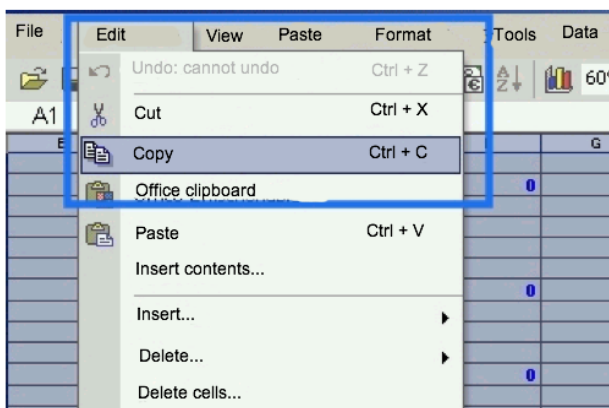 File Edit View Paste Format Tools Data
60
A1
G
Undo: cannot undo Ctrl + Z
Cut Ctrl + X
Copy Ctrl + C
Office clipboard
0
Paste Ctrl + V
Insert contents...
0
Insert...
Delete...
0
Delete cells...